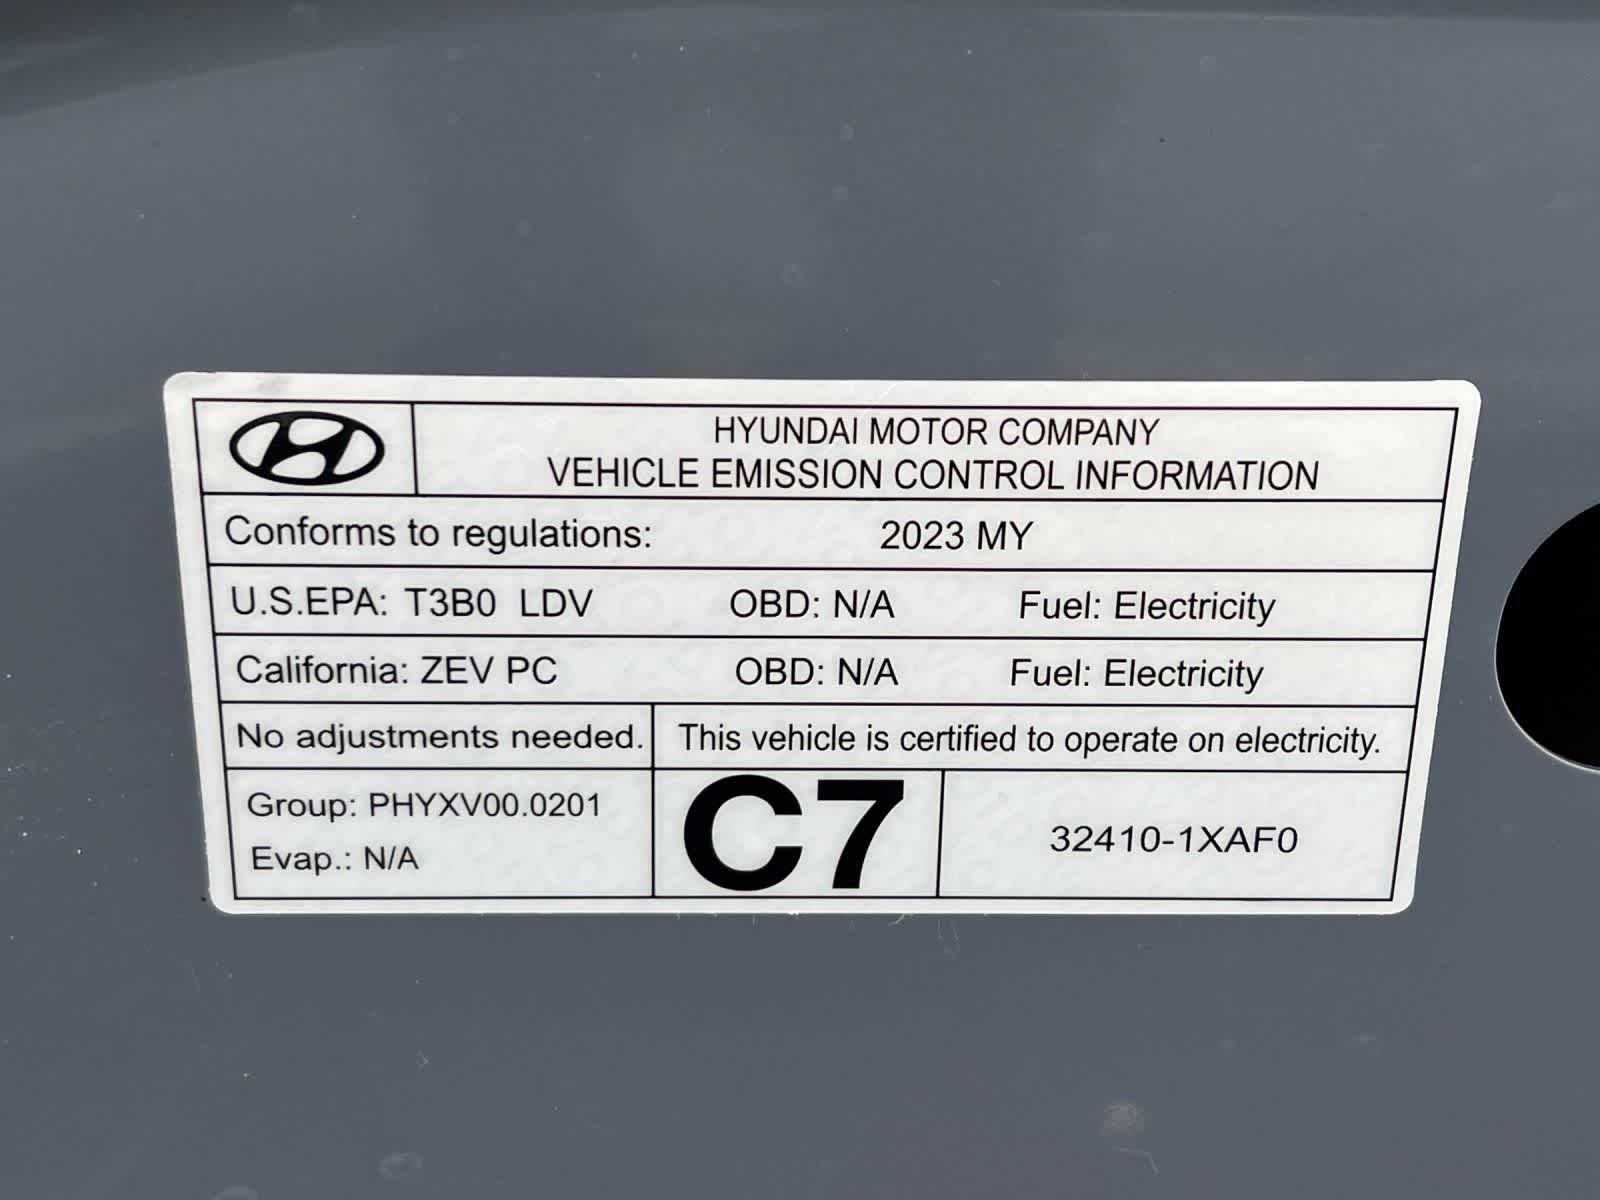 HYUNDAI MOTOR COMPANY
VEHICLE EMISSION CONTROL INFORMATION
Conforms to regulations: 2023 MY
U.S.EPA: T3B0 LDV OBD: N/A Fuel: Electricity
California: ZEV PC OBD: N/A Fuel: Electricity
No adjustments needed. This vehicle is certified to operate on electricity.
Group: PHYXV00.0201
Evap.: N/A
C7
32410-1XAF0